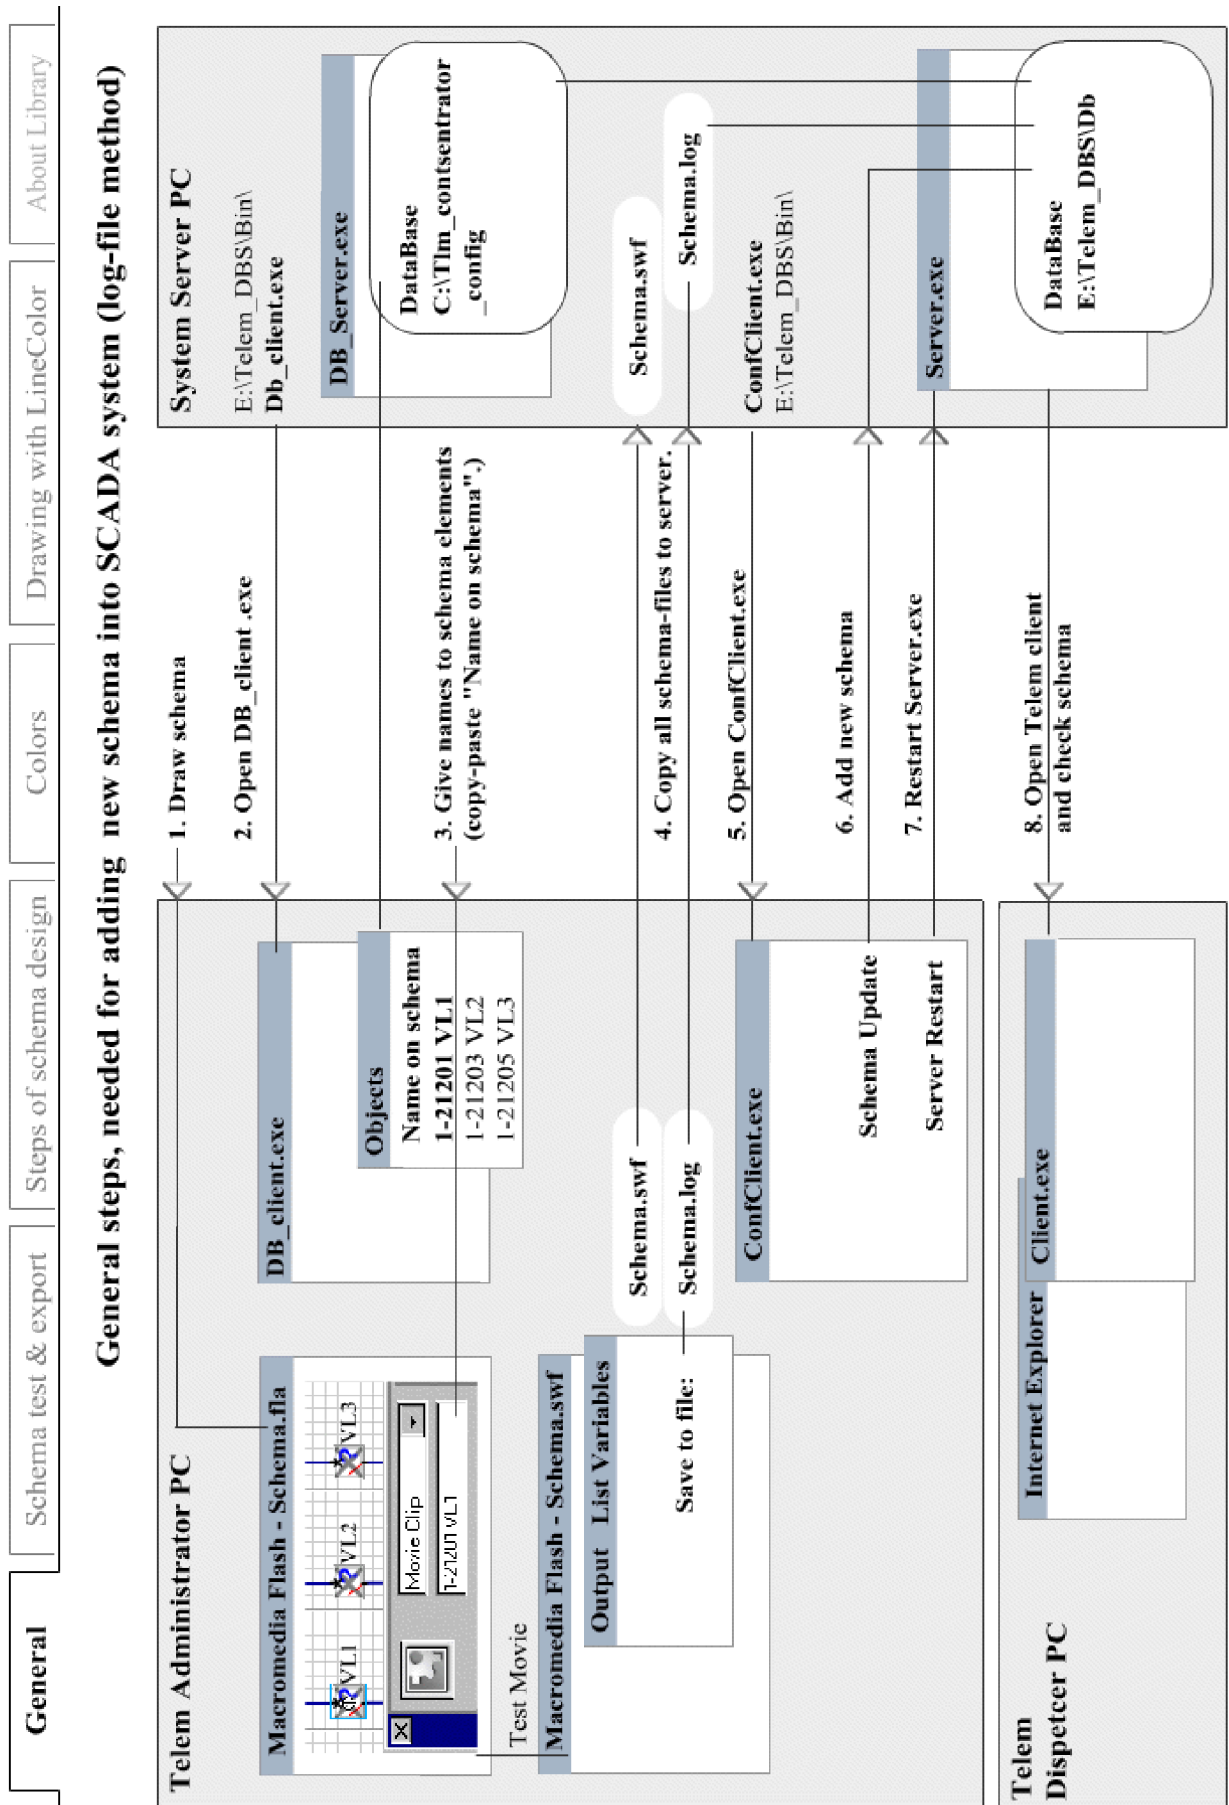 General
Schema test & export
Steps of schema design
Colors
Drawing with LineColor
About Library
General steps, needed for adding new schema into SCADA system (log-file method)
Telem Administrator PC
Macromedia Flash - Schema.fla
VL1
VL2
VL3
Movie Clip
1-21201 VL1
Test Movie
Macromedia Flash - Schema.swf
Output List Variables
Save to file:
Schema.swf
Schema.log
DB_client.exe
Objects
Name on schema
1-21201 VL1
1-21203 VL2
1-21205 VL3
ConfClient.exe
Schema Update
Server Restart
Telem
Dispetcer PC
Internet Explorer
Client.exe
1. Draw schema
2. Open DB_client .exe
3. Give names to schema elements
(copy-paste "Name on schema".)
4. Copy all schema-files to server.
5. Open ConfClient.exe
6. Add new schema
7. Restart Server.exe
8. Open Telem client
and check schema
System Server PC
E:\Telem_DBS\Bin\
Db_client.exe
DB_Server.exe
DataBase
C:\Tlm_contsentrator
_config
Schema.swf
Schema.log
ConfClient.exe
E:\Telem_DBS\Bin\
Server.exe
DataBase
E:\Telem_DBS\Db